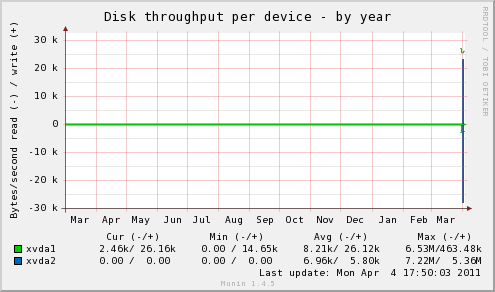 Disk throughput per device - by year
RRDTOOL / TOBI OETIKER
Bytes/second read (-) / write (+)
30 k
20 k
10 k
0
-10 k
-20 k
-30 k
Mar Apr May Jun Jul Aug Sep Oct Nov Dec Jan Feb Mar
Cur (-/+) Min (-/+) Avg (-/+) Max (-/+)
xvda1 2.46k/ 26.16k 0.00 / 14.65k 8.21k/ 26.12k 6.53M/463.48k
xvda2 0.00 / 0.00 0.00 / 0.00 6.96k/ 5.80k 7.22M/ 5.36M
Last update: Mon Apr 4 17:50:03 2011
Munin 1.4.5